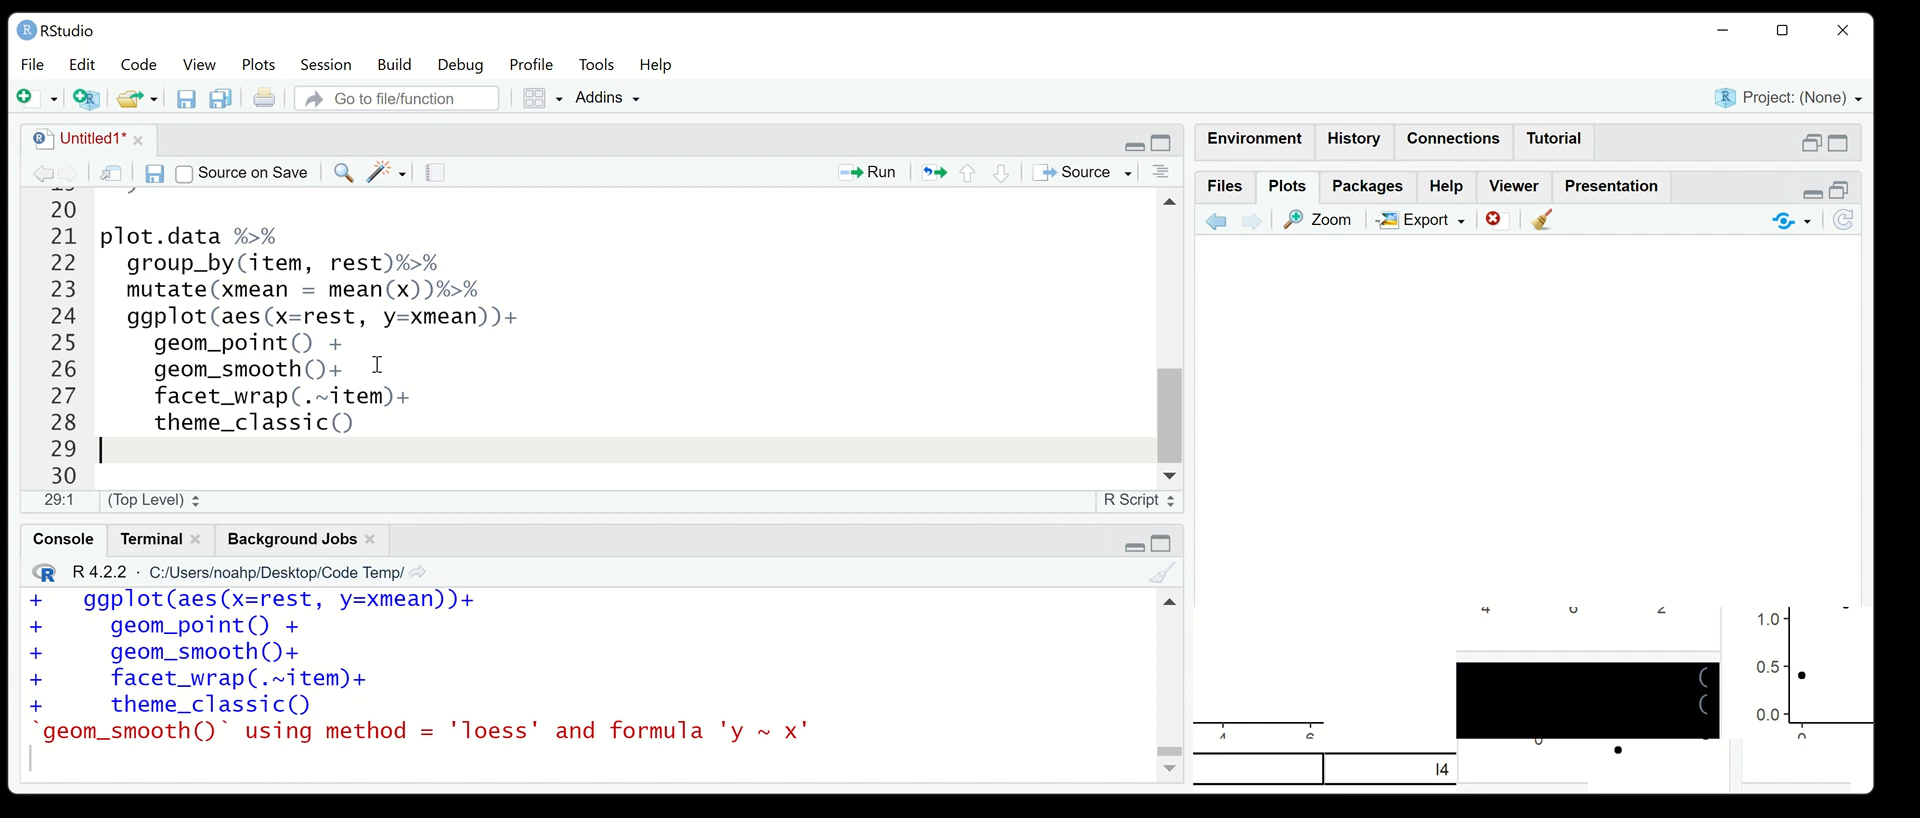 RStudio
File Edit Code View Plots Session Build Debug Profile Tools Help
Go to file/function Addins Project: (None)
Untitled1*
Source on Save Run Source
20
21 plot.data %>%
22 group_by(item, rest)%>%
23 mutate(xmean = mean(x))%>%
24 ggplot(aes(x=rest, y=xmean))+
25 geom_point() +
26 geom_smooth()+
27 facet_wrap(.~item)+
28 theme_classic()
29
30
29:1 (Top Level) R Script
Console Terminal Background Jobs
R 4.2.2 · C:/Users/noahp/Desktop/Code Temp/
+ ggplot(aes(x=rest, y=xmean))+
+ geom_point() +
+ geom_smooth()+
+ facet_wrap(.~item)+
+ theme_classic()
`geom_smooth()` using method = 'loess' and formula 'y ~ x'
Environment History Connections Tutorial
Files Plots Packages Help Viewer Presentation
Zoom Export
1.0
0.5
(
(
0.0
I4